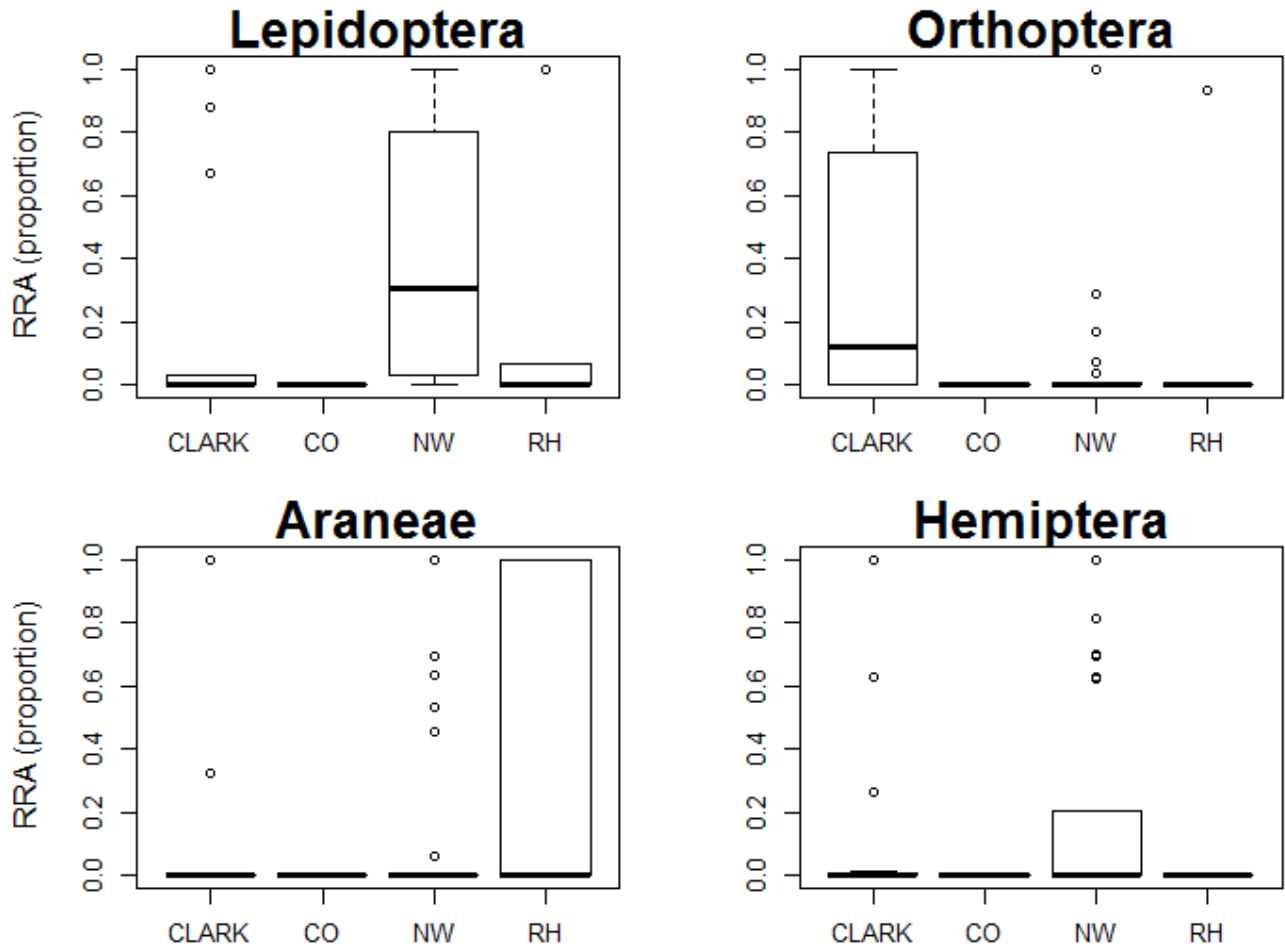 Lepidoptera
RRA (proportion)
0.0 0.2 0.4 0.6 0.8 1.0
CLARK CO NW RH
Orthoptera
0.0 0.2 0.4 0.6 0.8 1.0
CLARK CO NW RH
Araneae
RRA (proportion)
0.0 0.2 0.4 0.6 0.8 1.0
CLARK CO NW RH
Hemiptera
0.0 0.2 0.4 0.6 0.8 1.0
CLARK CO NW RH